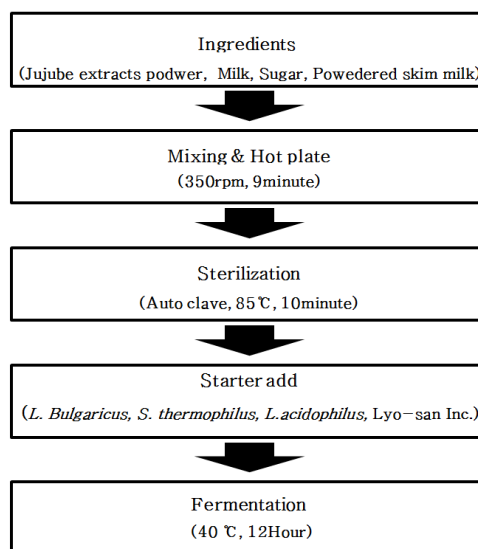 Ingredients
(Jujube extracts podwer, Milk, Sugar, Powedered skim milk)
Mixing & Hot plate
(350rpm, 9minute)
Sterilization
(Auto clave, 85℃, 10minute)
Starter add
(L. Bulgaricus, S. thermophilus, L.acidophilus, Lyo-san Inc.)
Fermentation
(40 ℃, 12Hour)